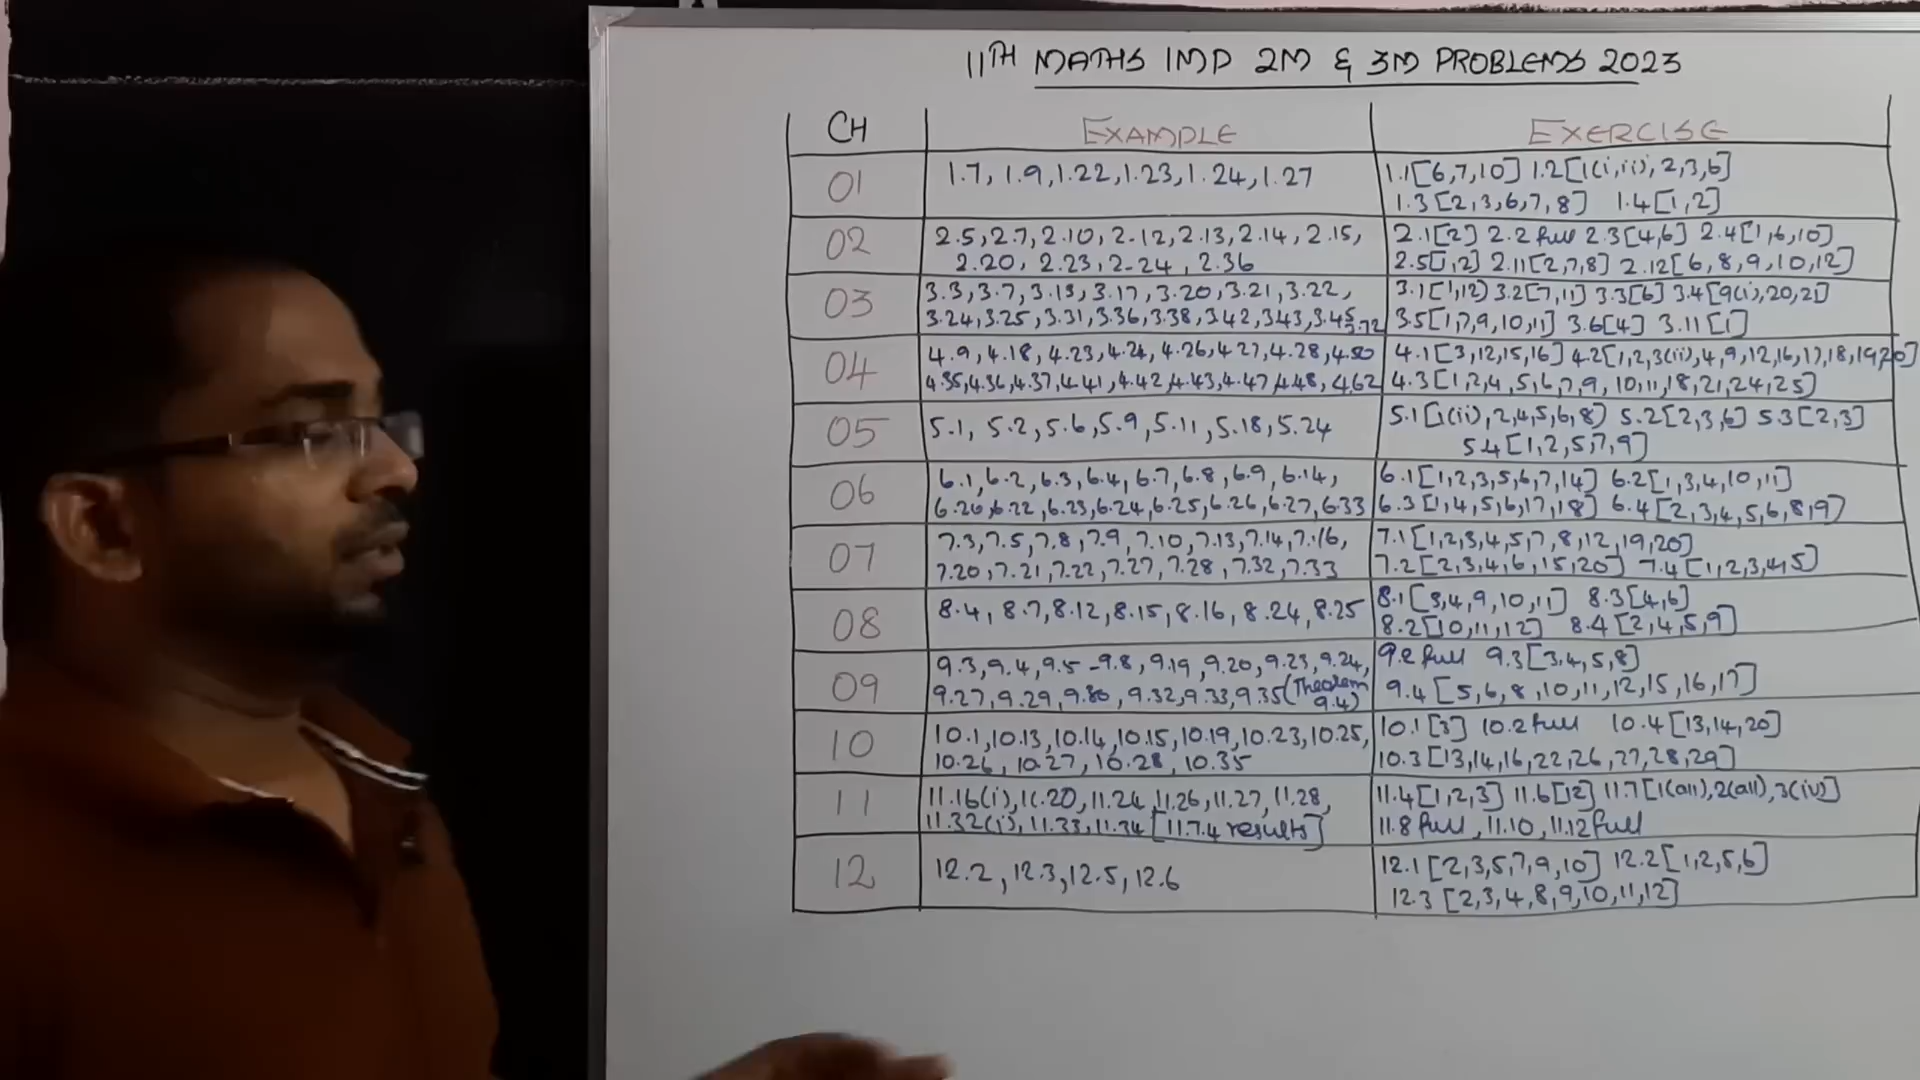 11TH MATHS IMP 2M & 3M PROBLEMS 2023
CH EXAMPLE EXERCISE
01 1.7, 1.9, 1.22, 1.23, 1.24, 1.27 1.1[6,7,10] 1.2[1(i,ii), 2,3,6]
1.3[2,3,6,7,8] 1.4[1,2]
02 2.5, 2.7, 2.10, 2.12, 2.13, 2.14, 2.15, 2.1[2] 2.2 full 2.3[4,6] 2.4[1,6,10]
2.20, 2.23, 2.24, 2.36 2.5[1,2] 2.11[2,7,8] 2.12[6,8,9,10,12]
03 3.3, 3.7, 3.13, 3.17, 3.20, 3.21, 3.22, 3.1[1,12) 3.2[7,11] 3.3[6] 3.4[9(i),20,21]
3.24, 3.25, 3.31, 3.36, 3.38, 3.42, 3.43, 3.45, 3.72 3.5[1,7,9,10,11] 3.6[4] 3.11[1]
04 4.9, 4.18, 4.23, 4.24, 4.26, 4.27, 4.28, 4.30 4.1[3,12,15,16] 4.2[1,2,3(ii),4,9,12,16,17,18,19,20]
4.35, 4.36, 4.37, 4.41, 4.42, 4.43, 4.47, 4.48, 4.62 4.3[1,2,4,5,6,7,9,10,11,18,21,24,25]
05 5.1, 5.2, 5.6, 5.9, 5.11, 5.18, 5.24 5.1[1(ii),2,4,5,6,8) 5.2[2,3,6] 5.3[2,3]
5.4[1,2,5,7,9]
06 6.1, 6.2, 6.3, 6.4, 6.7, 6.8, 6.9, 6.14, 6.1[1,2,3,5,6,7,14] 6.2[1,3,4,10,11]
6.20, 6.22, 6.23, 6.24, 6.25, 6.26, 6.27, 6.33 6.3[1,4,5,6,17,18] 6.4[2,3,4,5,6,8,9)
07 7.3, 7.5, 7.8, 7.9, 7.10, 7.13, 7.14, 7.16, 7.1[1,2,3,4,5,7,8,12,19,20]
7.20, 7.21, 7.22, 7.27, 7.28, 7.32, 7.33 7.2[2,3,4,6,15,20] 7.4[1,2,3,4,5]
08 8.4, 8.7, 8.12, 8.15, 8.16, 8.24, 8.25 8.1[3,4,9,10,11] 8.3[4,6]
8.2[10,11,12] 8.4[2,4,5,9]
09 9.3, 9.4, 9.5 - 9.8, 9.19, 9.20, 9.23, 9.24, 9.2 full 9.3[3,4,5,8]
9.27, 9.29, 9.30, 9.32, 9.33, 9.35 (Theorem 9.4) 9.4[5,6,8,10,11,12,15,16,17]
10 10.1, 10.13, 10.14, 10.15, 10.19, 10.23, 10.25, 10.1[3] 10.2 full 10.4[13,14,20]
10.26, 10.27, 10.28, 10.35 10.3[13,14,16,22,26,27,28,29]
11 11.16(i), 11.20, 11.24, 11.26, 11.27, 11.28, 11.4[1,2,3] 11.6[12] 11.7[1(all),2(all),3(iv)]
11.32(i), 11.33, 11.34 [11.7.4 results] 11.8 full, 11.10, 11.12 full
12 12.2, 12.3, 12.5, 12.6 12.1[2,3,5,7,9,10] 12.2[1,2,5,6]
12.3[2,3,4,8,9,10,11,12]